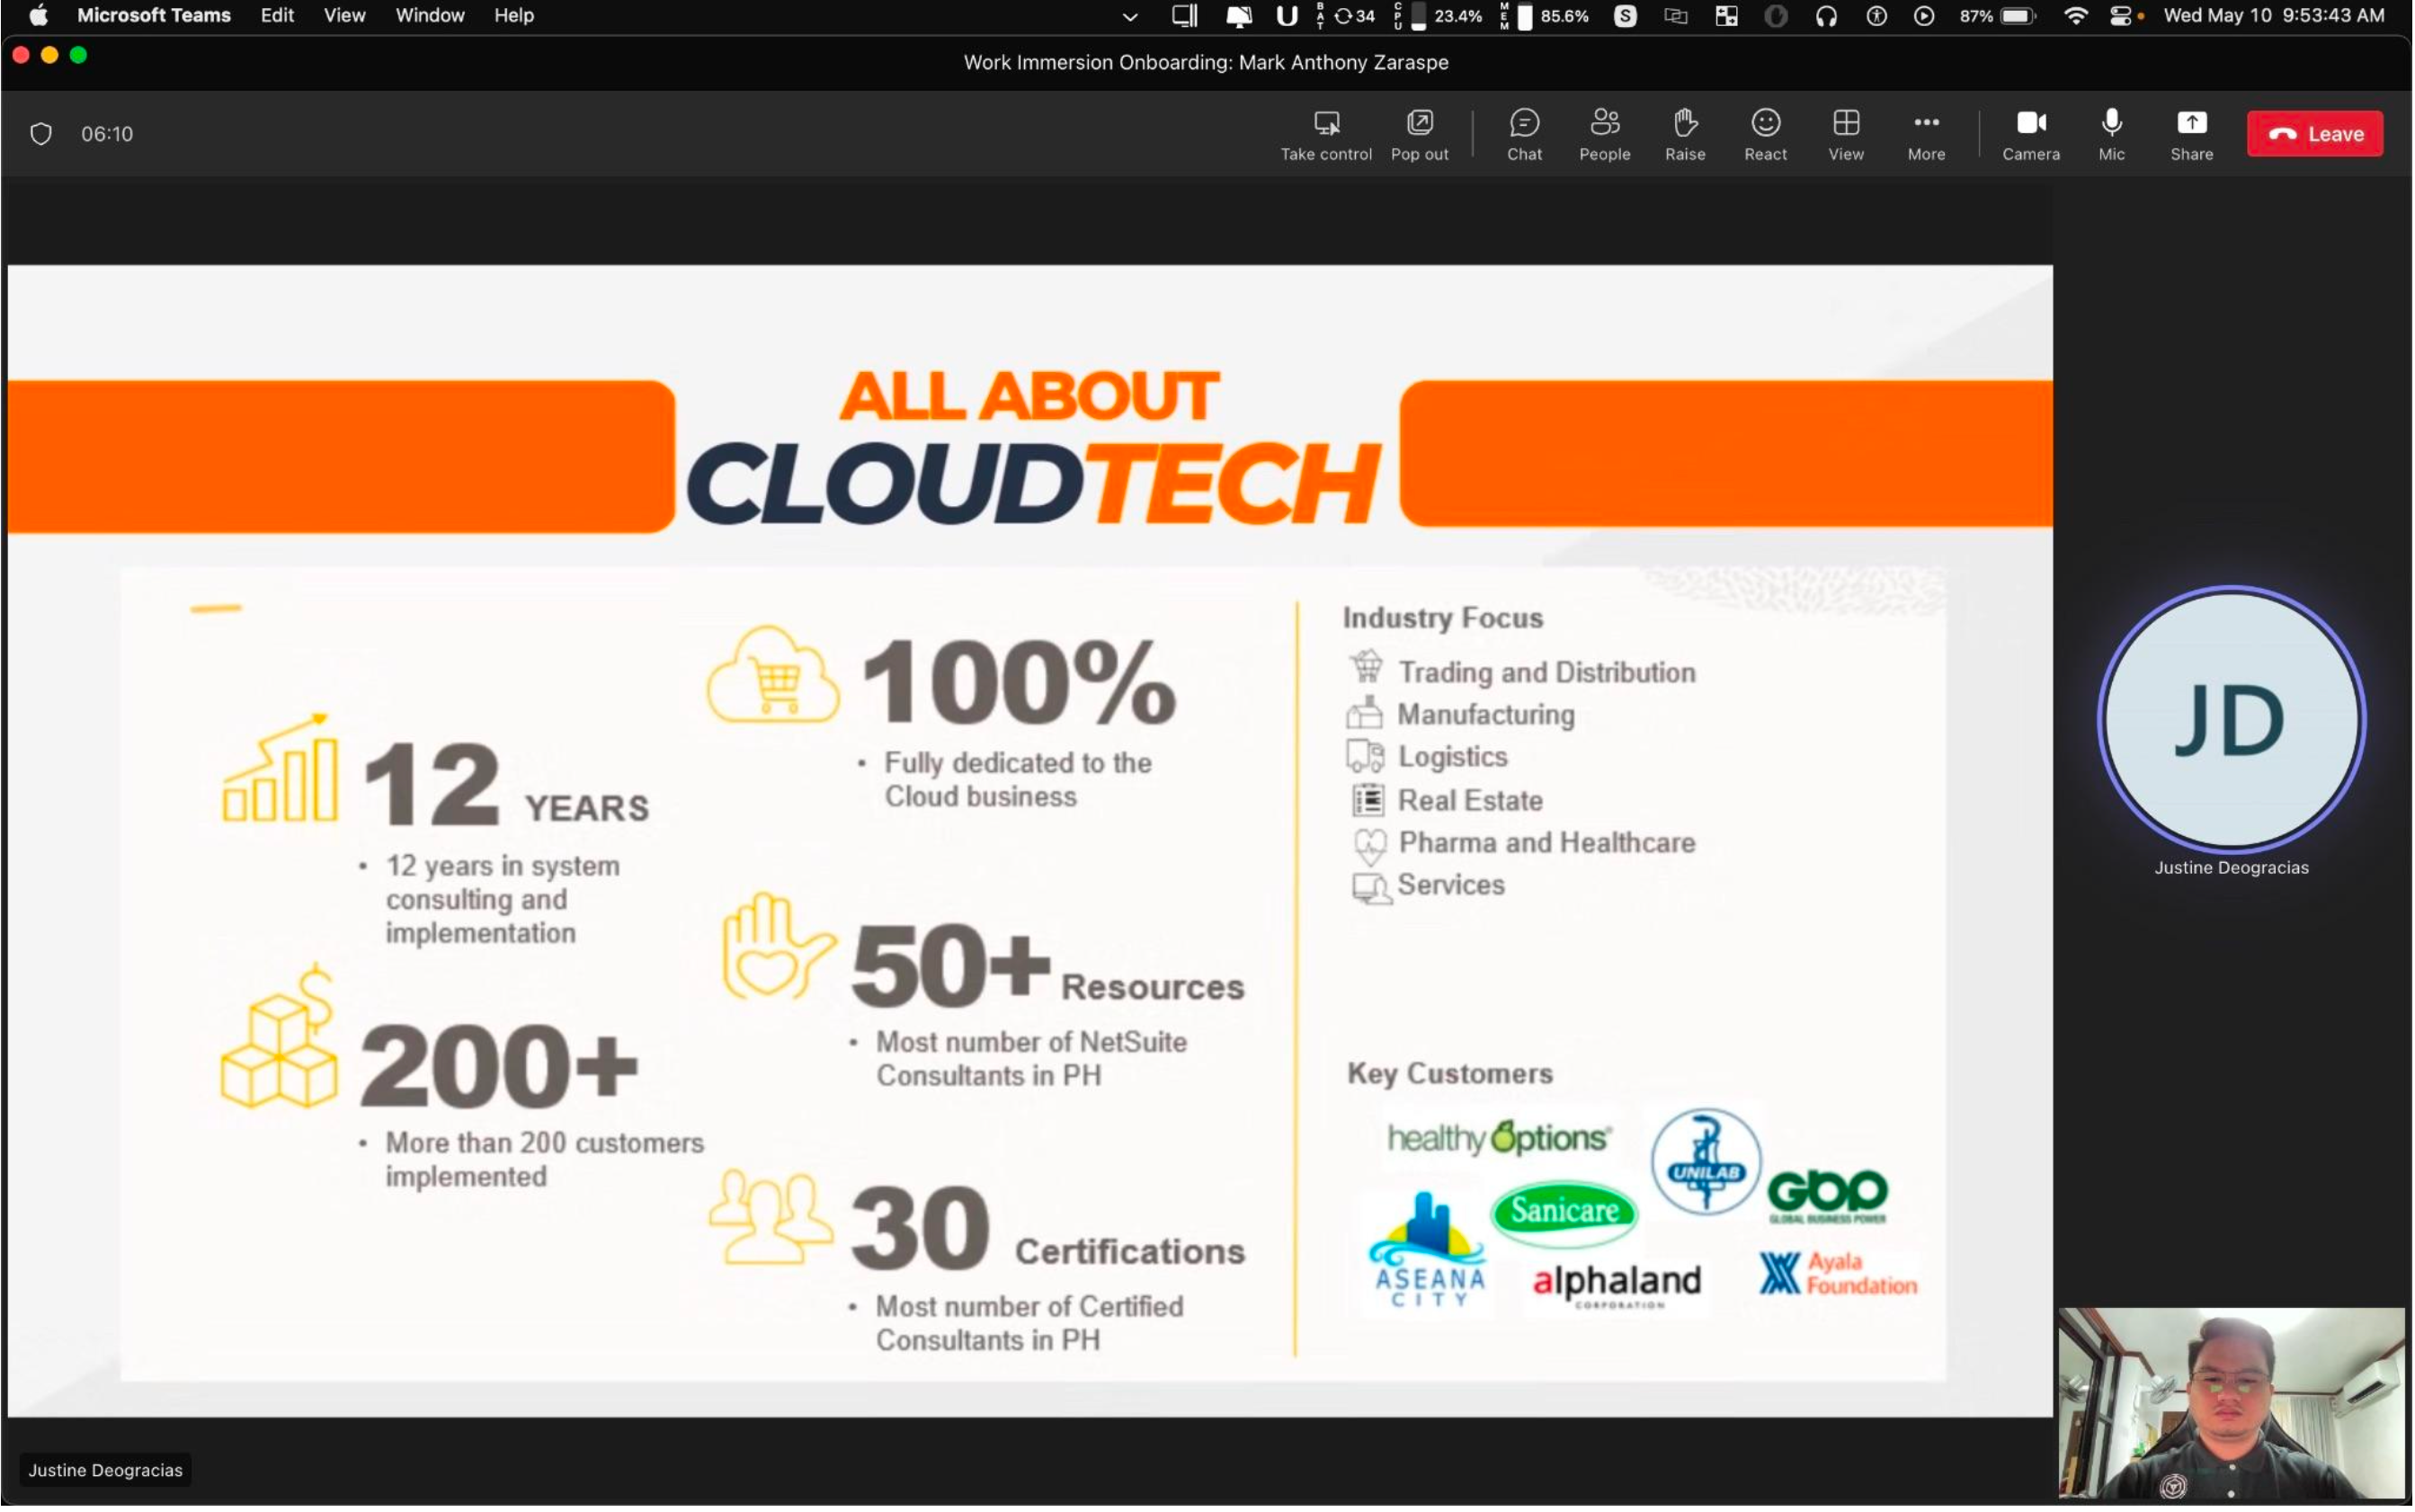 Microsoft Teams Edit View Window Help
BAT 34 CPU 23.4% MEM 85.6% S 87% Wed May 10 9:53:43 AM
Work Immersion Onboarding: Mark Anthony Zaraspe
06:10
Take control Pop out Chat People Raise React View More Camera Mic Share Leave
ALL ABOUT
CLOUDTECH
12 YEARS
• 12 years in system
consulting and
implementation
200+
• More than 200 customers
implemented
100%
• Fully dedicated to the
Cloud business
50+ Resources
• Most number of NetSuite
Consultants in PH
30 Certifications
• Most number of Certified
Consultants in PH
Industry Focus
Trading and Distribution
Manufacturing
Logistics
Real Estate
Pharma and Healthcare
Services
Key Customers
healthy options
UNILAB
Sanicare
GBP
GLOBAL BUSINESS POWER
ASEANA
CITY
alphaland
CORPORATION
Ayala
Foundation
JD
Justine Deogracias
Justine Deogracias